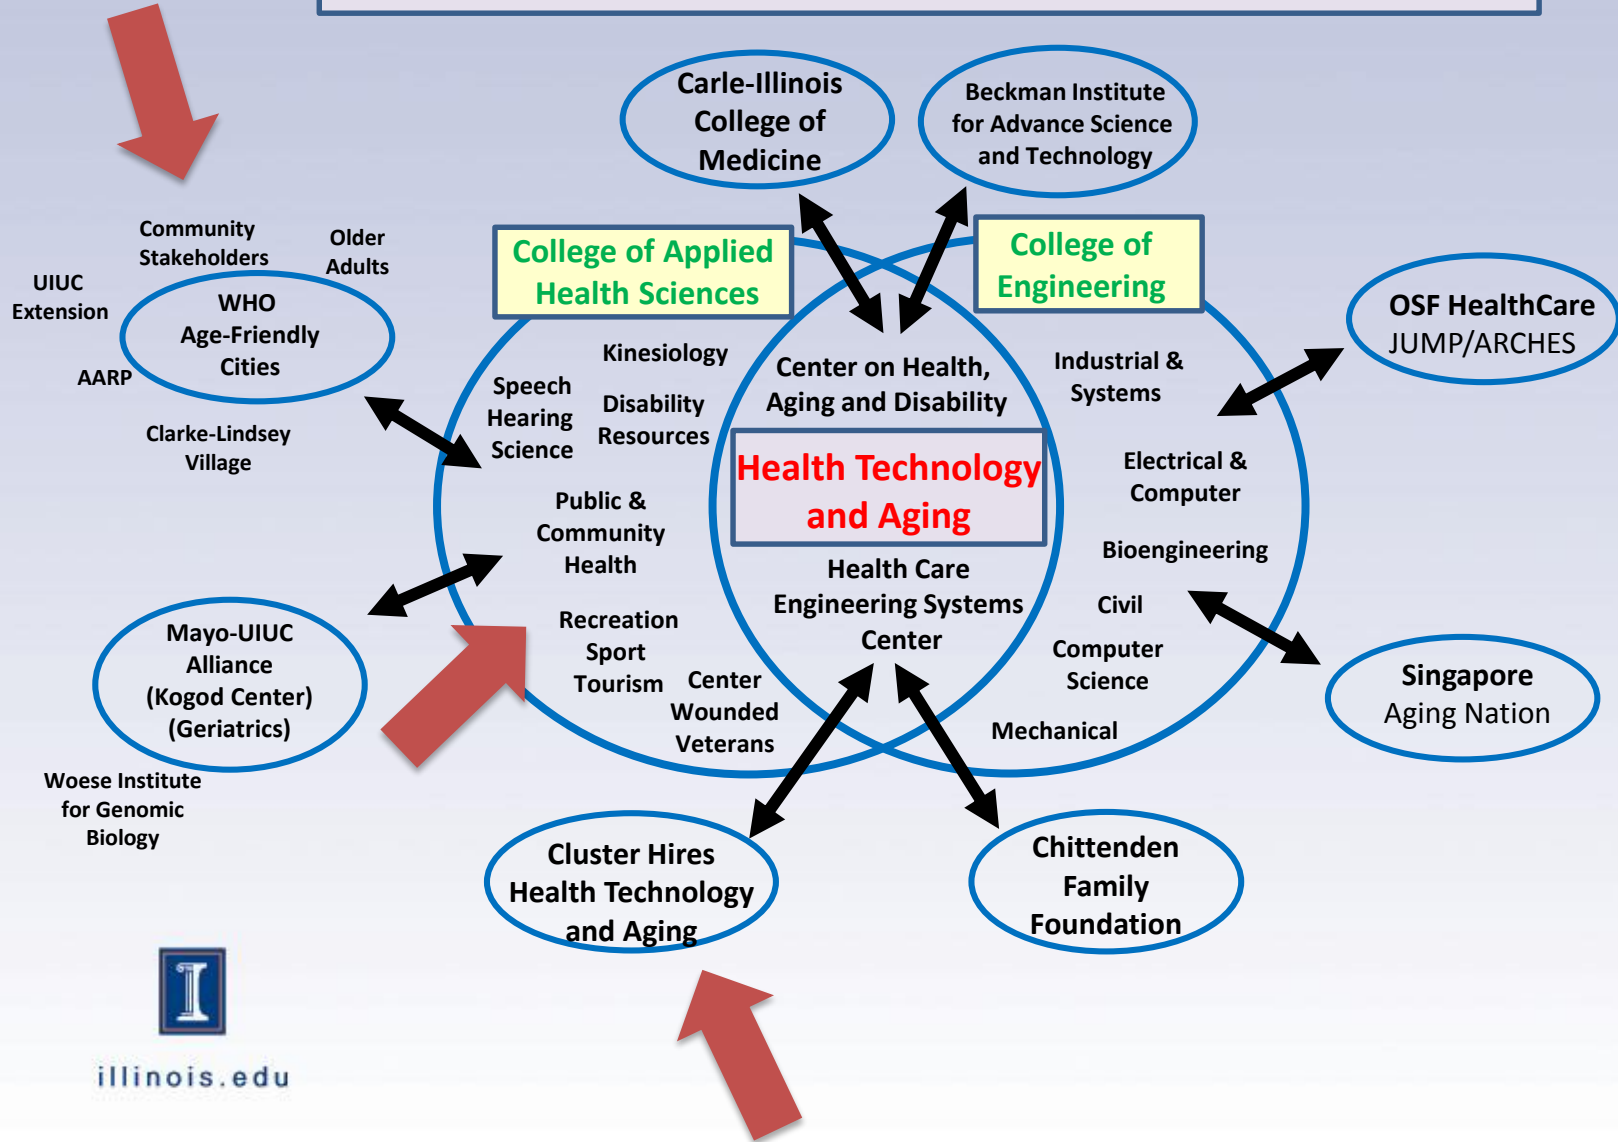 Carle-Illinois
College of
Medicine
Beckman Institute
for Advance Science
and Technology
Community
Stakeholders
Older
Adults
UIUC
Extension
WHO
Age-Friendly
Cities
AARP
Clarke-Lindsey
Village
College of Applied
Health Sciences
College of
Engineering
OSF HealthCare
JUMP/ARCHES
Kinesiology
Speech
Hearing
Science
Disability
Resources
Center on Health,
Aging and Disability
Industrial &
Systems
Health Technology
and Aging
Electrical &
Computer
Public &
Community
Health
Bioengineering
Health Care
Engineering Systems
Center
Civil
Computer
Science
Mechanical
Recreation
Sport
Tourism
Center
Wounded
Veterans
Mayo-UIUC
Alliance
(Kogod Center)
(Geriatrics)
Woese Institute
for Genomic
Biology
Singapore
Aging Nation
Cluster Hires
Health Technology
and Aging
Chittenden
Family
Foundation
I
illinois.edu